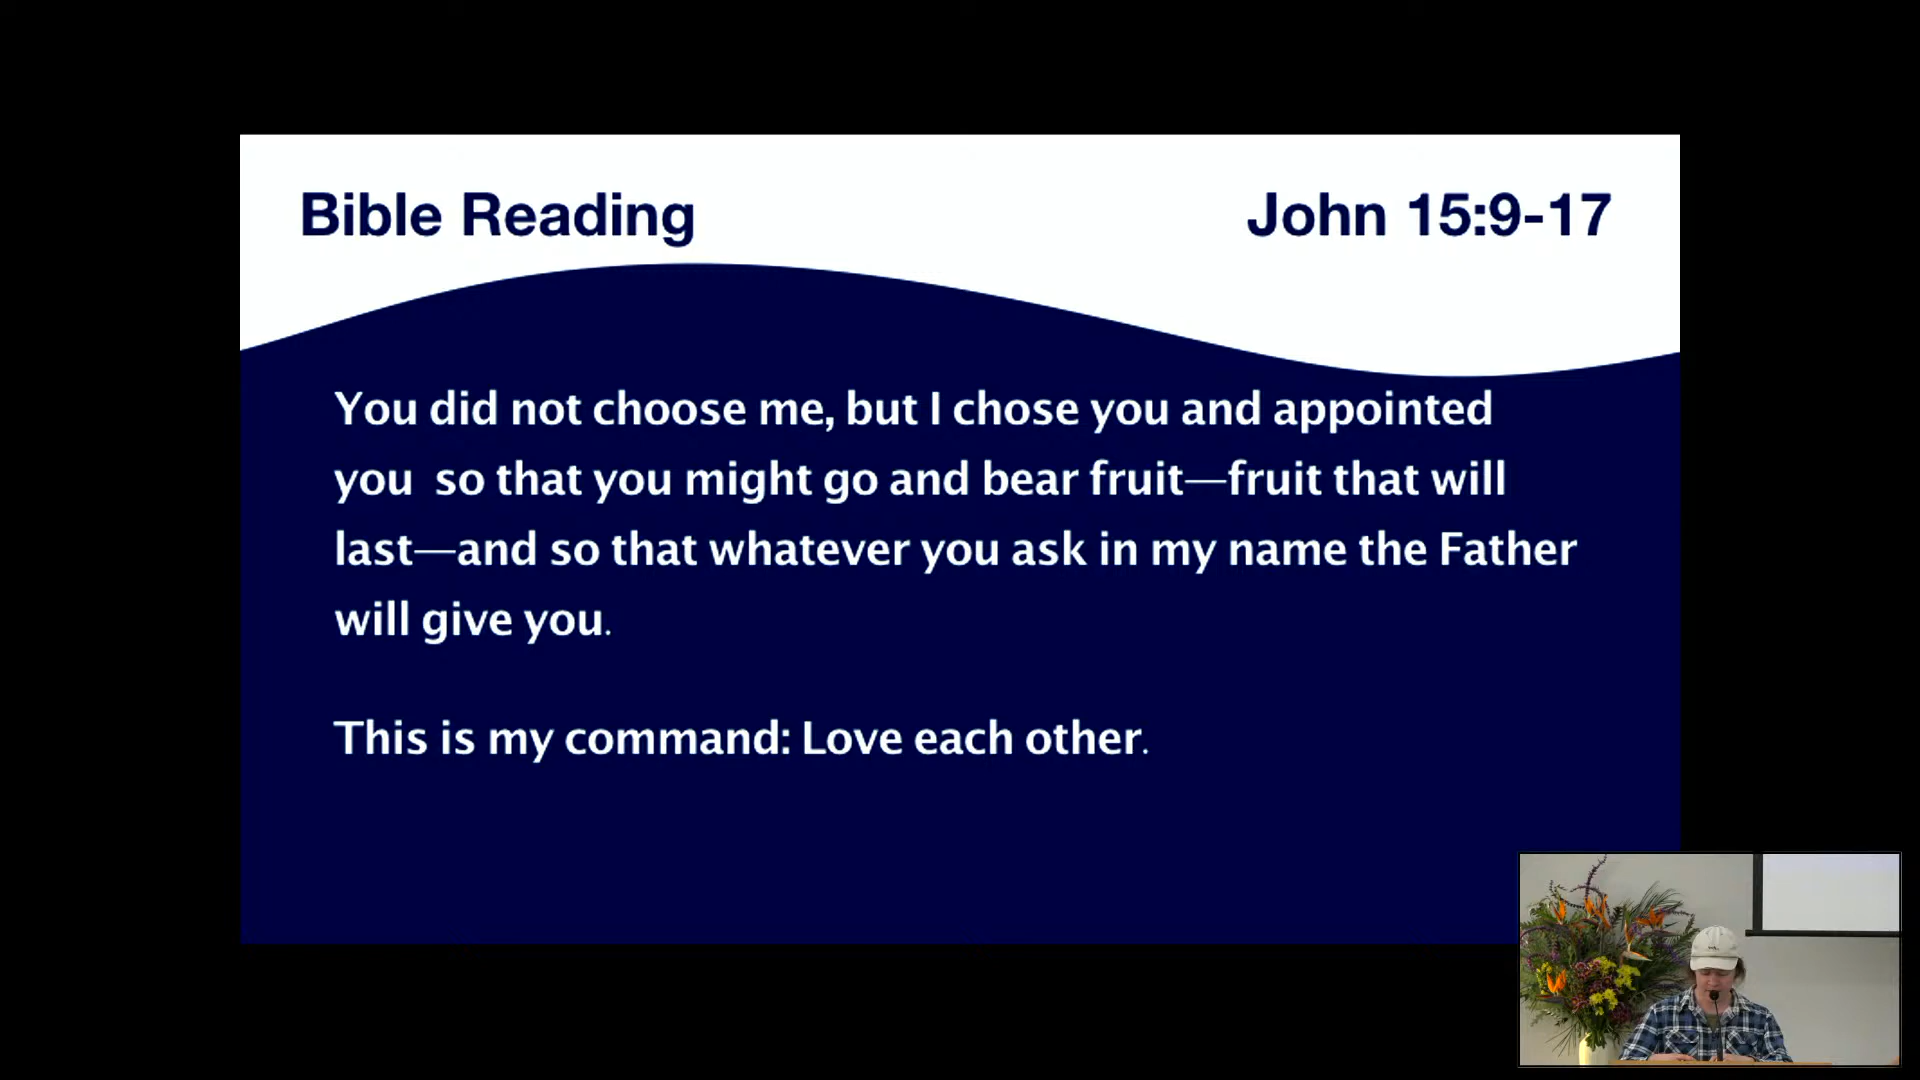 Bible Reading
John 15:9-17
You did not choose me, but I chose you and appointed
you  so that you might go and bear fruit—fruit that will
last—and so that whatever you ask in my name the Father
will give you.
This is my command: Love each other.